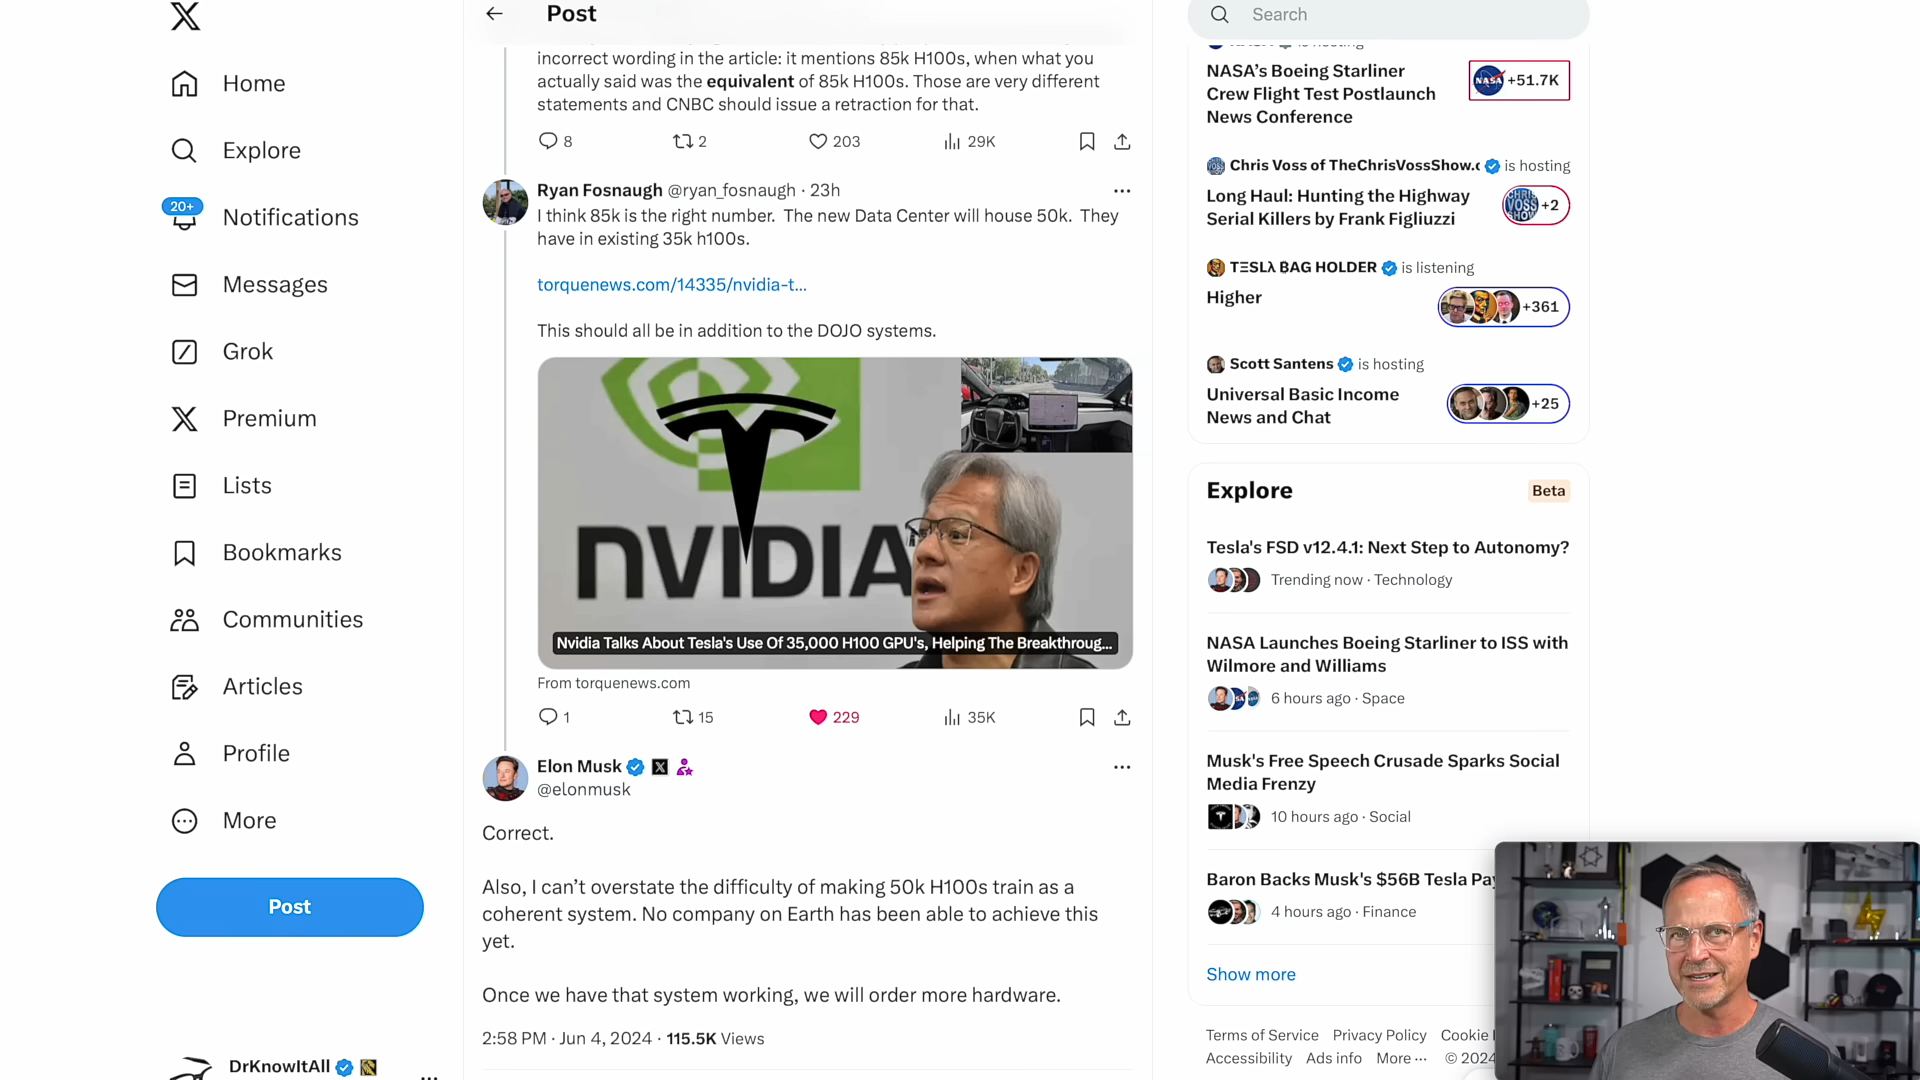 Home
Explore
20+
Notifications
Messages
Grok
Premium
Lists
Bookmarks
Communities
Articles
Profile
More
Post
DrKnowItAll
Post
incorrect wording in the article: it mentions 85k H100s, when what you
actually said was the equivalent of 85k H100s. Those are very different
statements and CNBC should issue a retraction for that.
8 2 203 29K
Ryan Fosnaugh @ryan_fosnaugh · 23h
I think 85k is the right number. The new Data Center will house 50k. They
have in existing 35k h100s.
torquenews.com/14335/nvidia-t...
This should all be in addition to the DOJO systems.
NVIDIA
Nvidia Talks About Tesla's Use Of 35,000 H100 GPU's, Helping The Breakthroug...
From torquenews.com
1 15 229 35K
Elon Musk
@elonmusk
Correct.
Also, I can’t overstate the difficulty of making 50k H100s train as a
coherent system. No company on Earth has been able to achieve this
yet.
Once we have that system working, we will order more hardware.
2:58 PM · Jun 4, 2024 · 115.5K Views
Search
NASA’s Boeing Starliner
Crew Flight Test Postlaunch
News Conference
NASA
+51.7K
Chris Voss of TheChrisVossShow.c is hosting
Long Haul: Hunting the Highway
Serial Killers by Frank Figliuzzi
CHRIS
VOSS
SHOW
+2
TΞSLλ BAG HOLDER is listening
Higher
+361
Scott Santens is hosting
Universal Basic Income
News and Chat
+25
Explore
Beta
Tesla's FSD v12.4.1: Next Step to Autonomy?
Trending now · Technology
NASA Launches Boeing Starliner to ISS with
Wilmore and Williams
6 hours ago · Space
Musk's Free Speech Crusade Sparks Social
Media Frenzy
10 hours ago · Social
Baron Backs Musk's $56B Tesla Pay
4 hours ago · Finance
Show more
Terms of Service Privacy Policy Cookie
Accessibility Ads info More ··· © 2024